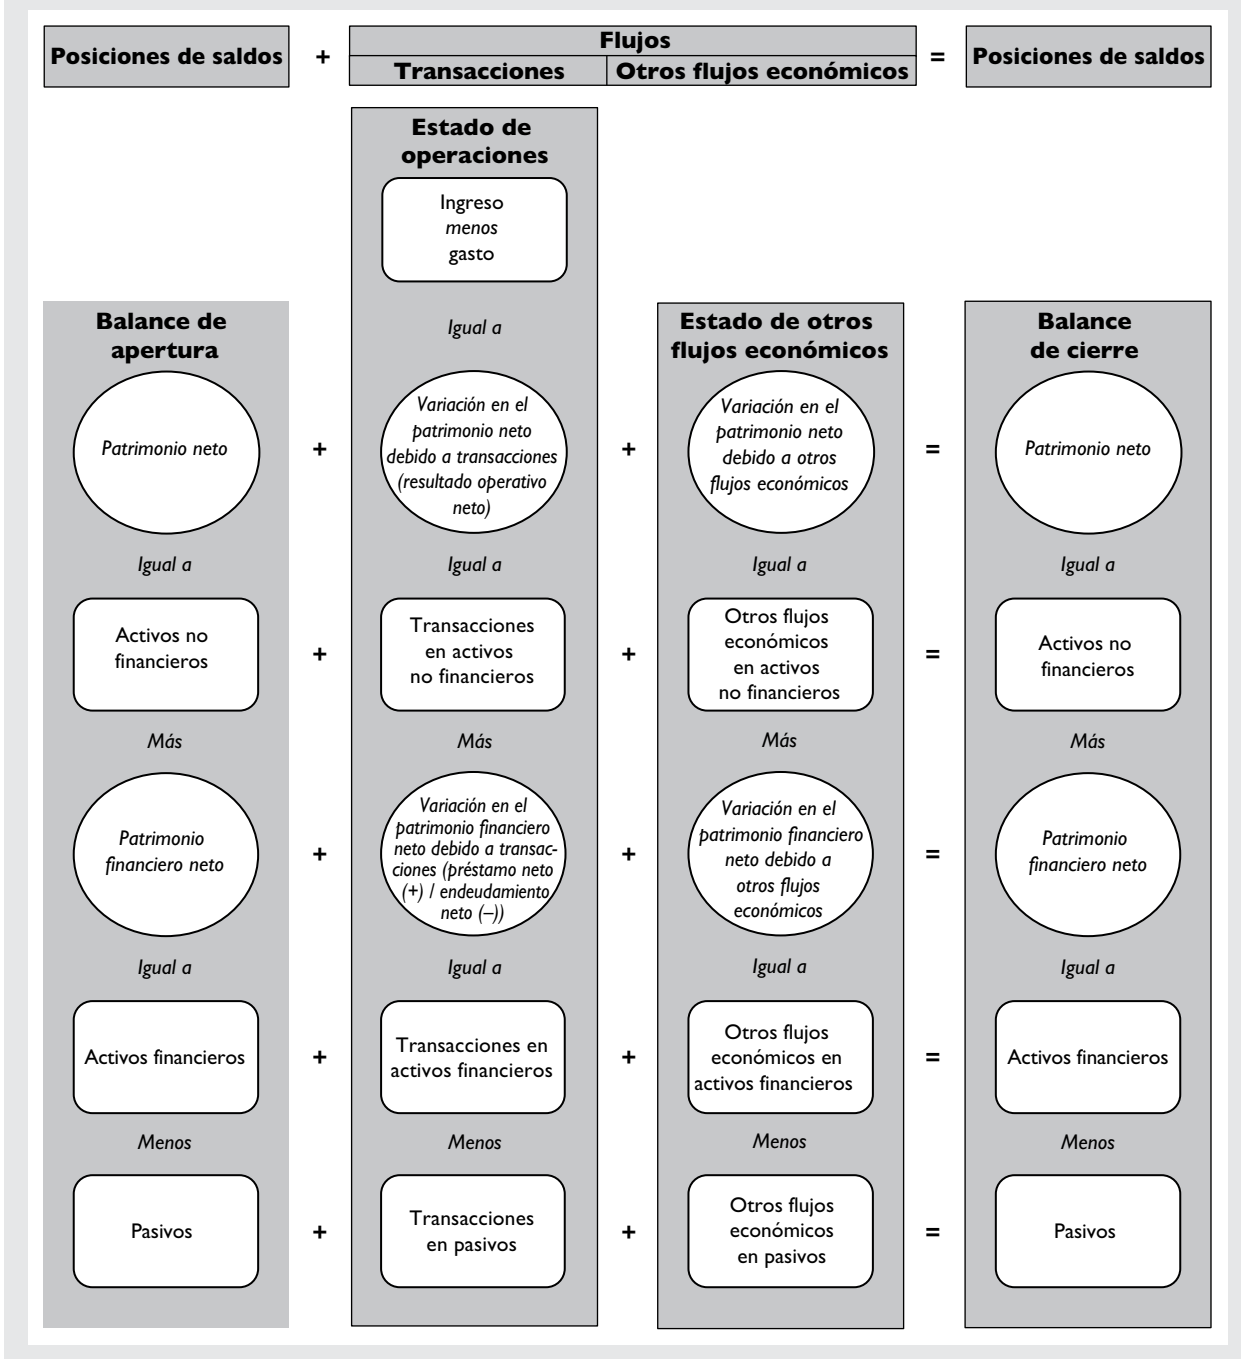 Posiciones de saldos
+
Flujos
Transacciones
Otros flujos económicos
=
Posiciones de saldos
Estado de
operaciones
Ingreso
menos
gasto
Igual a
Balance de
apertura
Estado de otros
flujos económicos
Balance
de cierre
Patrimonio neto
+
Variación en el
patrimonio neto
debido a transacciones
(resultado operativo
neto)
+
Variación en el
patrimonio neto
debido a otros
flujos económicos
=
Patrimonio neto
Igual a
Igual a
Igual a
Igual a
Activos no
financieros
+
Transacciones
en activos
no financieros
+
Otros flujos
económicos
en activos
no financieros
=
Activos no
financieros
Más
Más
Más
Más
Patrimonio
financiero neto
+
Variación en el
patrimonio financiero
neto debido a transac-
ciones (préstamo neto
(+) / endeudamiento
neto (–))
+
Variación en el
patrimonio financiero
neto debido a
otros flujos
económicos
=
Patrimonio
financiero neto
Igual a
Igual a
Igual a
Igual a
Activos financieros
+
Transacciones en
activos financieros
+
Otros flujos
económicos en
activos financieros
=
Activos financieros
Menos
Menos
Menos
Menos
Pasivos
+
Transacciones
en pasivos
+
Otros flujos
económicos
en pasivos
=
Pasivos